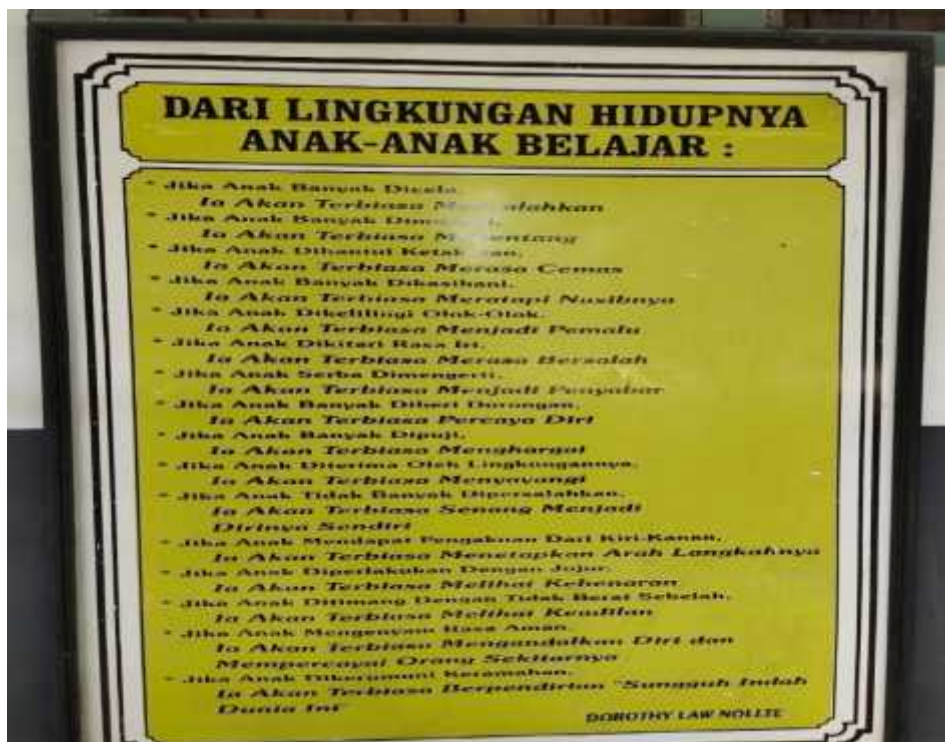 DARI LINGKUNGAN HIDUPNYA
ANAK-ANAK BELAJAR :
* Jika Anak Banyak Dicela,
Ia Akan Terbiasa Menyalahkan
* Jika Anak Banyak
Ia Akan Terbiasa Menentang
* Jika Anak Dihantui Ketakutan,
Ia Akan Terbiasa Merasa Cemas
* Jika Anak Banyak Dikasihani,
Ia Akan Terbiasa Meratapi Nasibnya
* Jika Anak Dikelilingi Olok-Olok,
Ia Akan Terbiasa Menjadi Pemalu
* Jika Anak Dikitari Rasa Iri,
Ia Akan Terbiasa Merasa Bersalah
* Jika Anak Serba Dimengerti,
Ia Akan Terbiasa Menjadi Penyabar
* Jika Anak Banyak Diberi Dorongan,
Ia Akan Terbiasa Percaya Diri
* Jika Anak Banyak Dipuji,
Ia Akan Terbiasa Menghargai
* Jika Anak Diterima Oleh Lingkungannya,
Ia Akan Terbiasa Menyayangi
* Jika Anak Tidak Banyak Dipersalahkan,
Ia Akan Terbiasa Senang Menjadi
Dirinya Sendiri
* Jika Anak Mendapat Pengakuan Dari Kiri-Kanan,
Ia Akan Terbiasa Menetapkan Arah Langkahnya
* Jika Anak Diperlakukan Dengan Jujur,
Ia Akan Terbiasa Melihat Kebenaran
* Jika Anak Ditimang Dengan Tidak Berat Sebelah,
Ia Akan Terbiasa Melihat Keadilan
* Jika Anak Mengenyam Rasa Aman,
Ia Akan Terbiasa Mengandalkan Diri dan
Mempercayai Orang Sekitarnya
* Jika Anak Dikerumuni Keramahan,
Ia Akan Terbiasa Berpendirian "Sungguh Indah
Dunia Ini"
DOROTHY LAW NOLLTE